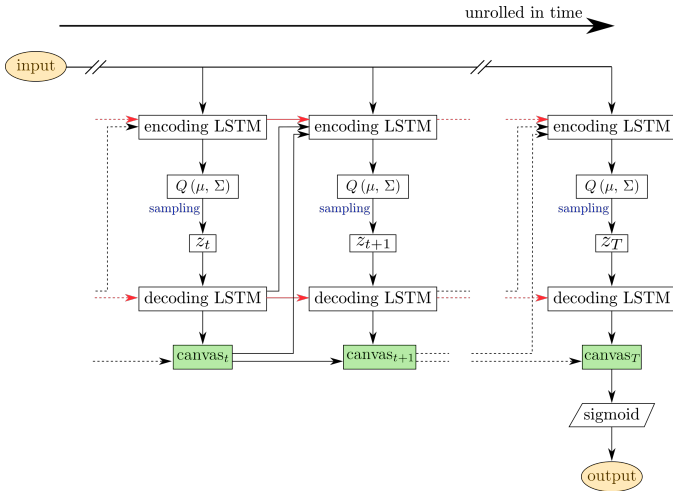 unrolled in time
input
encoding LSTM
encoding LSTM
encoding LSTM
Q (μ, Σ)
Q (μ, Σ)
Q (μ, Σ)
sampling
sampling
sampling
z_t
z_{t+1}
z_T
decoding LSTM
decoding LSTM
decoding LSTM
canvas_t
canvas_{t+1}
canvas_T
sigmoid
output